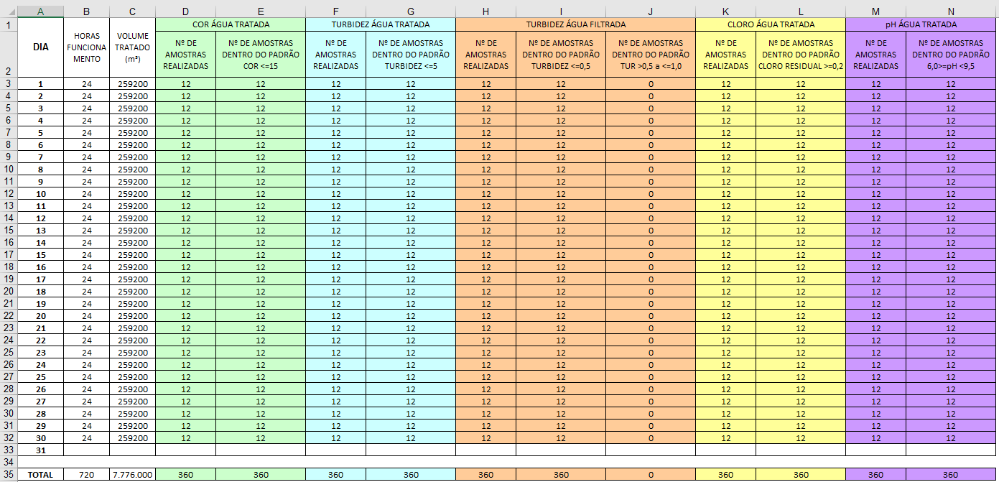 A B C D E F G H I J K L M N
1 COR ÁGUA TRATADA TURBIDEZ ÁGUA TRATADA TURBIDEZ ÁGUA FILTRADA CLORO ÁGUA TRATADA pH ÁGUA TRATADA
DIA
HORAS
FUNCIONA
MENTO
VOLUME
TRATADO
(m³)
Nº DE
AMOSTRAS
REALIZADAS
Nº DE AMOSTRAS
DENTRO DO PADRÃO
COR <=15
Nº DE
AMOSTRAS
REALIZADAS
Nº DE AMOSTRAS
DENTRO DO PADRÃO
TURBIDEZ <=5
Nº DE
AMOSTRAS
REALIZADAS
Nº DE AMOSTRAS
DENTRO DO PADRÃO
TURBIDEZ <=0,5
Nº DE AMOSTRAS
DENTRO DO PADRÃO
TUR >0,5 a <=1,0
Nº DE
AMOSTRAS
REALIZADAS
Nº DE AMOSTRAS
DENTRO DO PADRÃO
CLORO RESIDUAL >=0,2
Nº DE
AMOSTRAS
REALIZADAS
Nº DE AMOSTRAS
DENTRO DO PADRÃO
6,0>=pH <9,5
2
3 1 24 259200 12 12 12 12 12 12 0 12 12 12 12
4 2 24 259200 12 12 12 12 12 12 0 12 12 12 12
5 3 24 259200 12 12 12 12 12 12 0 12 12 12 12
6 4 24 259200 12 12 12 12 12 12 0 12 12 12 12
7 5 24 259200 12 12 12 12 12 12 0 12 12 12 12
8 6 24 259200 12 12 12 12 12 12 0 12 12 12 12
9 7 24 259200 12 12 12 12 12 12 0 12 12 12 12
10 8 24 259200 12 12 12 12 12 12 0 12 12 12 12
11 9 24 259200 12 12 12 12 12 12 0 12 12 12 12
12 10 24 259200 12 12 12 12 12 12 0 12 12 12 12
13 11 24 259200 12 12 12 12 12 12 0 12 12 12 12
14 12 24 259200 12 12 12 12 12 12 0 12 12 12 12
15 13 24 259200 12 12 12 12 12 12 0 12 12 12 12
16 14 24 259200 12 12 12 12 12 12 0 12 12 12 12
17 15 24 259200 12 12 12 12 12 12 0 12 12 12 12
18 16 24 259200 12 12 12 12 12 12 0 12 12 12 12
19 17 24 259200 12 12 12 12 12 12 0 12 12 12 12
20 18 24 259200 12 12 12 12 12 12 0 12 12 12 12
21 19 24 259200 12 12 12 12 12 12 0 12 12 12 12
22 20 24 259200 12 12 12 12 12 12 0 12 12 12 12
23 21 24 259200 12 12 12 12 12 12 0 12 12 12 12
24 22 24 259200 12 12 12 12 12 12 0 12 12 12 12
25 23 24 259200 12 12 12 12 12 12 0 12 12 12 12
26 24 24 259200 12 12 12 12 12 12 0 12 12 12 12
27 25 24 259200 12 12 12 12 12 12 0 12 12 12 12
28 26 24 259200 12 12 12 12 12 12 0 12 12 12 12
29 27 24 259200 12 12 12 12 12 12 0 12 12 12 12
30 28 24 259200 12 12 12 12 12 12 0 12 12 12 12
31 29 24 259200 12 12 12 12 12 12 0 12 12 12 12
32 30 24 259200 12 12 12 12 12 12 0 12 12 12 12
33 31
34
35 TOTAL 720 7.776.000 360 360 360 360 360 360 0 360 360 360 360